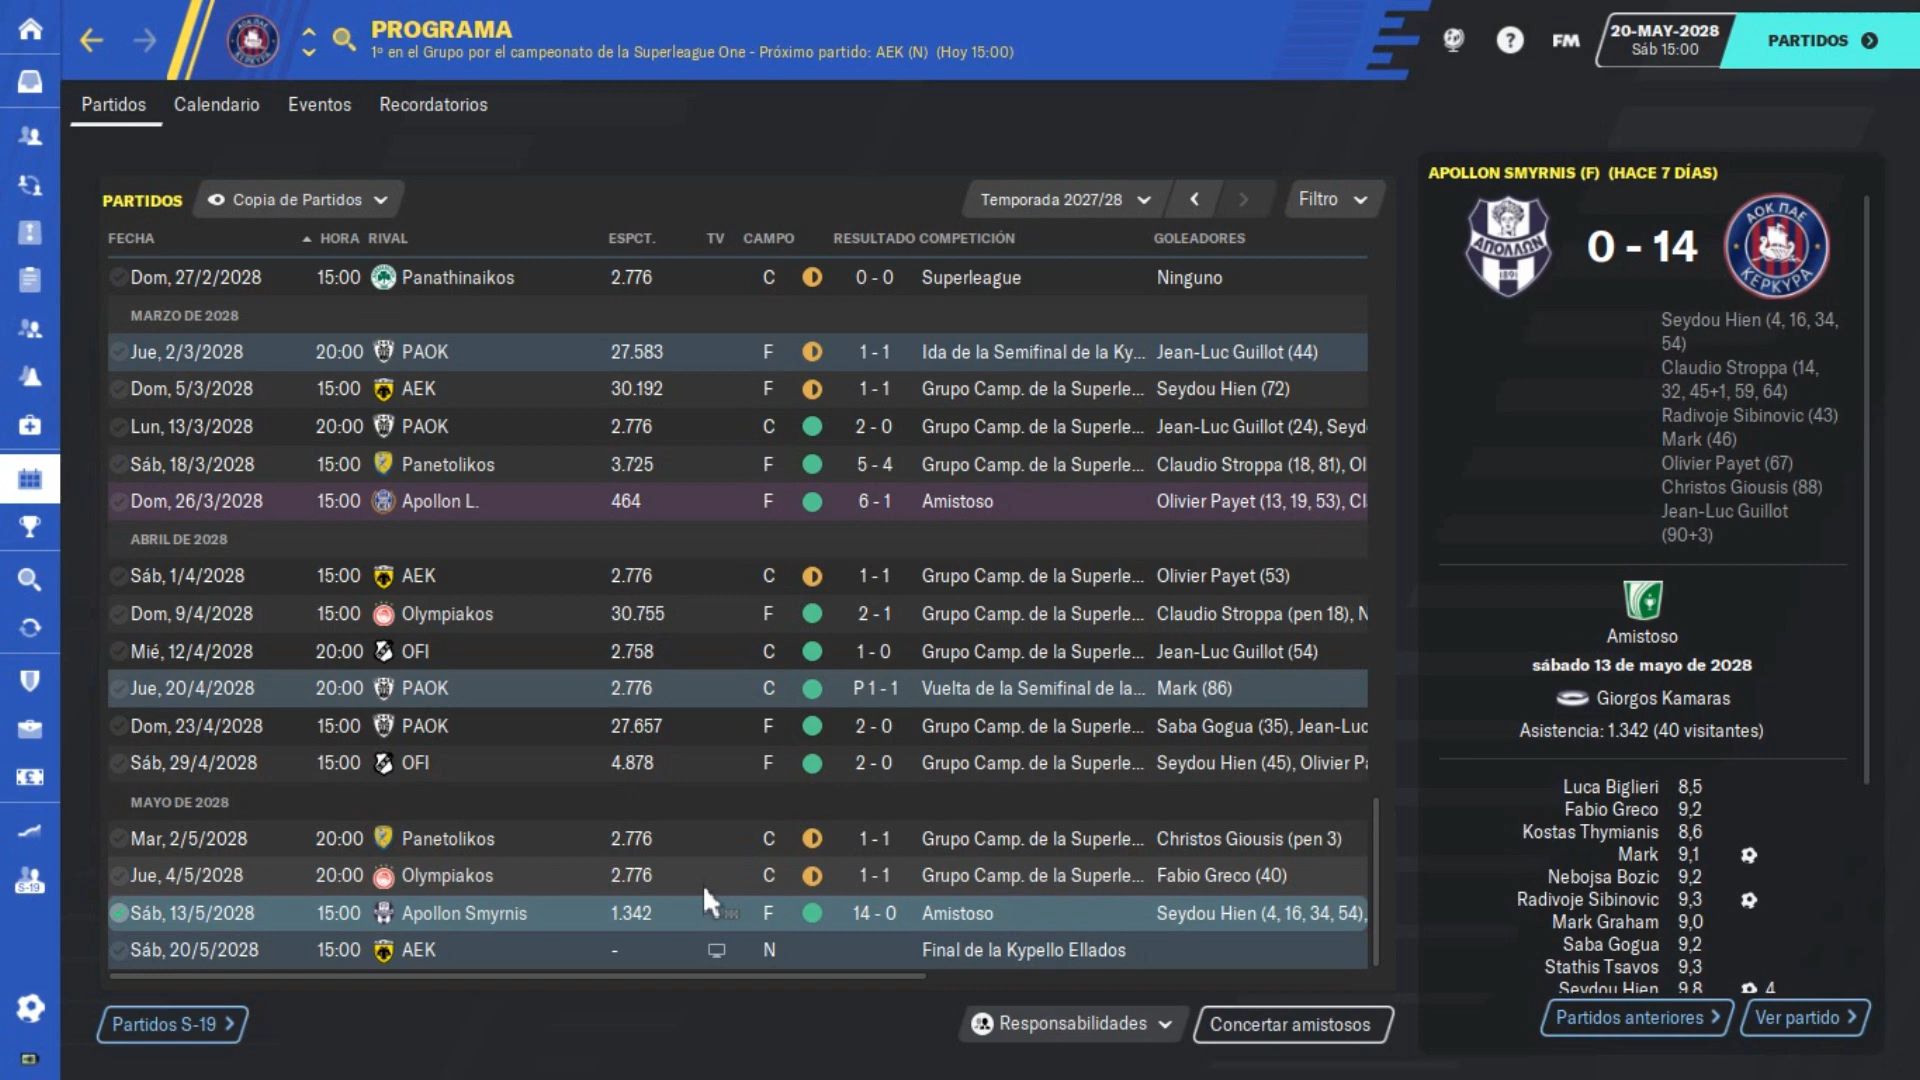 PROGRAMA
1º en el Grupo por el campeonato de la Superleague One - Próximo partido: AEK (N) (Hoy 15:00)
FM
20-MAY-2028
Sáb 15:00
PARTIDOS
Partidos Calendario Eventos Recordatorios
PARTIDOS Copia de Partidos Temporada 2027/28 Filtro
FECHA HORA RIVAL ESPCT. TV CAMPO RESULTADO COMPETICIÓN GOLEADORES
Dom, 27/2/2028 15:00 Panathinaikos 2.776 C 0 - 0 Superleague Ninguno
MARZO DE 2028
Jue, 2/3/2028 20:00 PAOK 27.583 F 1 - 1 Ida de la Semifinal de la Ky... Jean-Luc Guillot (44)
Dom, 5/3/2028 15:00 AEK 30.192 F 1 - 1 Grupo Camp. de la Superle... Seydou Hien (72)
Lun, 13/3/2028 20:00 PAOK 2.776 C 2 - 0 Grupo Camp. de la Superle... Jean-Luc Guillot (24), Seyd
Sáb, 18/3/2028 15:00 Panetolikos 3.725 F 5 - 4 Grupo Camp. de la Superle... Claudio Stroppa (18, 81), Ol
Dom, 26/3/2028 15:00 Apollon L. 464 F 6 - 1 Amistoso Olivier Payet (13, 19, 53), Cl
ABRIL DE 2028
Sáb, 1/4/2028 15:00 AEK 2.776 C 1 - 1 Grupo Camp. de la Superle... Olivier Payet (53)
Dom, 9/4/2028 15:00 Olympiakos 30.755 F 2 - 1 Grupo Camp. de la Superle... Claudio Stroppa (pen 18), N
Mié, 12/4/2028 20:00 OFI 2.758 C 1 - 0 Grupo Camp. de la Superle... Jean-Luc Guillot (54)
Jue, 20/4/2028 20:00 PAOK 2.776 C P 1 - 1 Vuelta de la Semifinal de la... Mark (86)
Dom, 23/4/2028 15:00 PAOK 27.657 F 2 - 0 Grupo Camp. de la Superle... Saba Gogua (35), Jean-Luc
Sáb, 29/4/2028 15:00 OFI 4.878 F 2 - 0 Grupo Camp. de la Superle... Seydou Hien (45), Olivier Pa
MAYO DE 2028
Mar, 2/5/2028 20:00 Panetolikos 2.776 C 1 - 1 Grupo Camp. de la Superle... Christos Giousis (pen 3)
Jue, 4/5/2028 20:00 Olympiakos 2.776 C 1 - 1 Grupo Camp. de la Superle... Fabio Greco (40)
Sáb, 13/5/2028 15:00 Apollon Smyrnis 1.342 F 14 - 0 Amistoso Seydou Hien (4, 16, 34, 54),
Sáb, 20/5/2028 15:00 AEK - N Final de la Kypello Ellados
Partidos S-19 Responsabilidades Concertar amistosos
S-19
APOLLON SMYRNIS (F) (HACE 7 DÍAS)
ΑΠΟΛΛΩΝ
1891
0 - 14
ΑΟΚ ΠΑΕ
ΚΕΡΚΥΡΑ
Seydou Hien (4, 16, 34,
54)
Claudio Stroppa (14,
32, 45+1, 59, 64)
Radivoje Sibinovic (43)
Mark (46)
Olivier Payet (67)
Christos Giousis (88)
Jean-Luc Guillot
(90+3)
Amistoso
sábado 13 de mayo de 2028
Giorgos Kamaras
Asistencia: 1.342 (40 visitantes)
Luca Biglieri 8,5
Fabio Greco 9,2
Kostas Thymianis 8,6
Mark 9,1
Nebojsa Bozic 9,2
Radivoje Sibinovic 9,3
Mark Graham 9,0
Saba Gogua 9,2
Stathis Tsavos 9,3
Seydou Hien 9,8 4
Partidos anteriores Ver partido